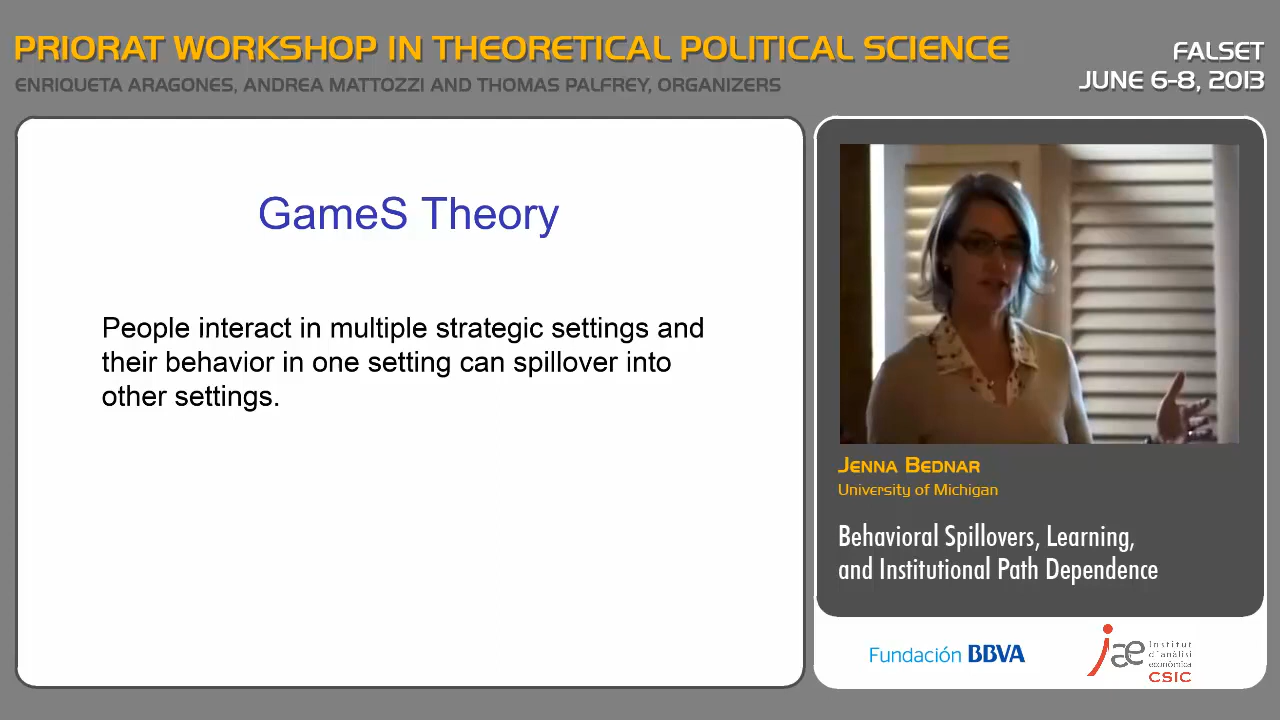 PRIORAT WORKSHOP IN THEORETICAL POLITICAL SCIENCE
ENRIQUETA ARAGONES, ANDREA MATTOZZI AND THOMAS PALFREY, ORGANIZERS
FALSET
JUNE 6-8, 2013
GameS Theory
People interact in multiple strategic settings and
their behavior in one setting can spillover into
other settings.
Jenna Bednar
University of Michigan
Behavioral Spillovers, Learning,
and Institutional Path Dependence
Fundación BBVA
iae
Institut
d'anàlisi
econòmica
CSIC